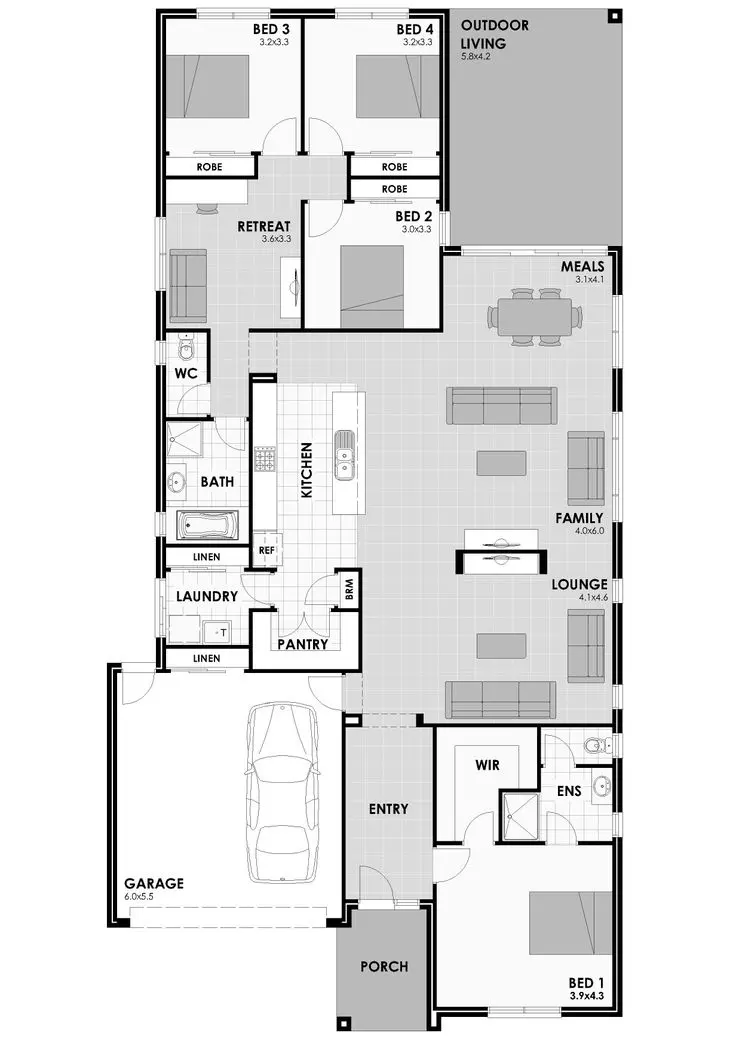 BED 3
3.2x3.3
BED 4
3.2x3.3
OUTDOOR
LIVING
5.8x4.2
ROBE
ROBE
ROBE
BED 2
3.0x3.3
RETREAT
3.6x3.3
MEALS
3.1x4.1
WC
KITCHEN
BATH
FAMILY
4.0x6.0
REF
LINEN
LOUNGE
4.1x4.6
LAUNDRY
BRM
T
PANTRY
LINEN
WIR
ENS
ENTRY
GARAGE
6.0x5.5
PORCH
BED 1
3.9x4.3